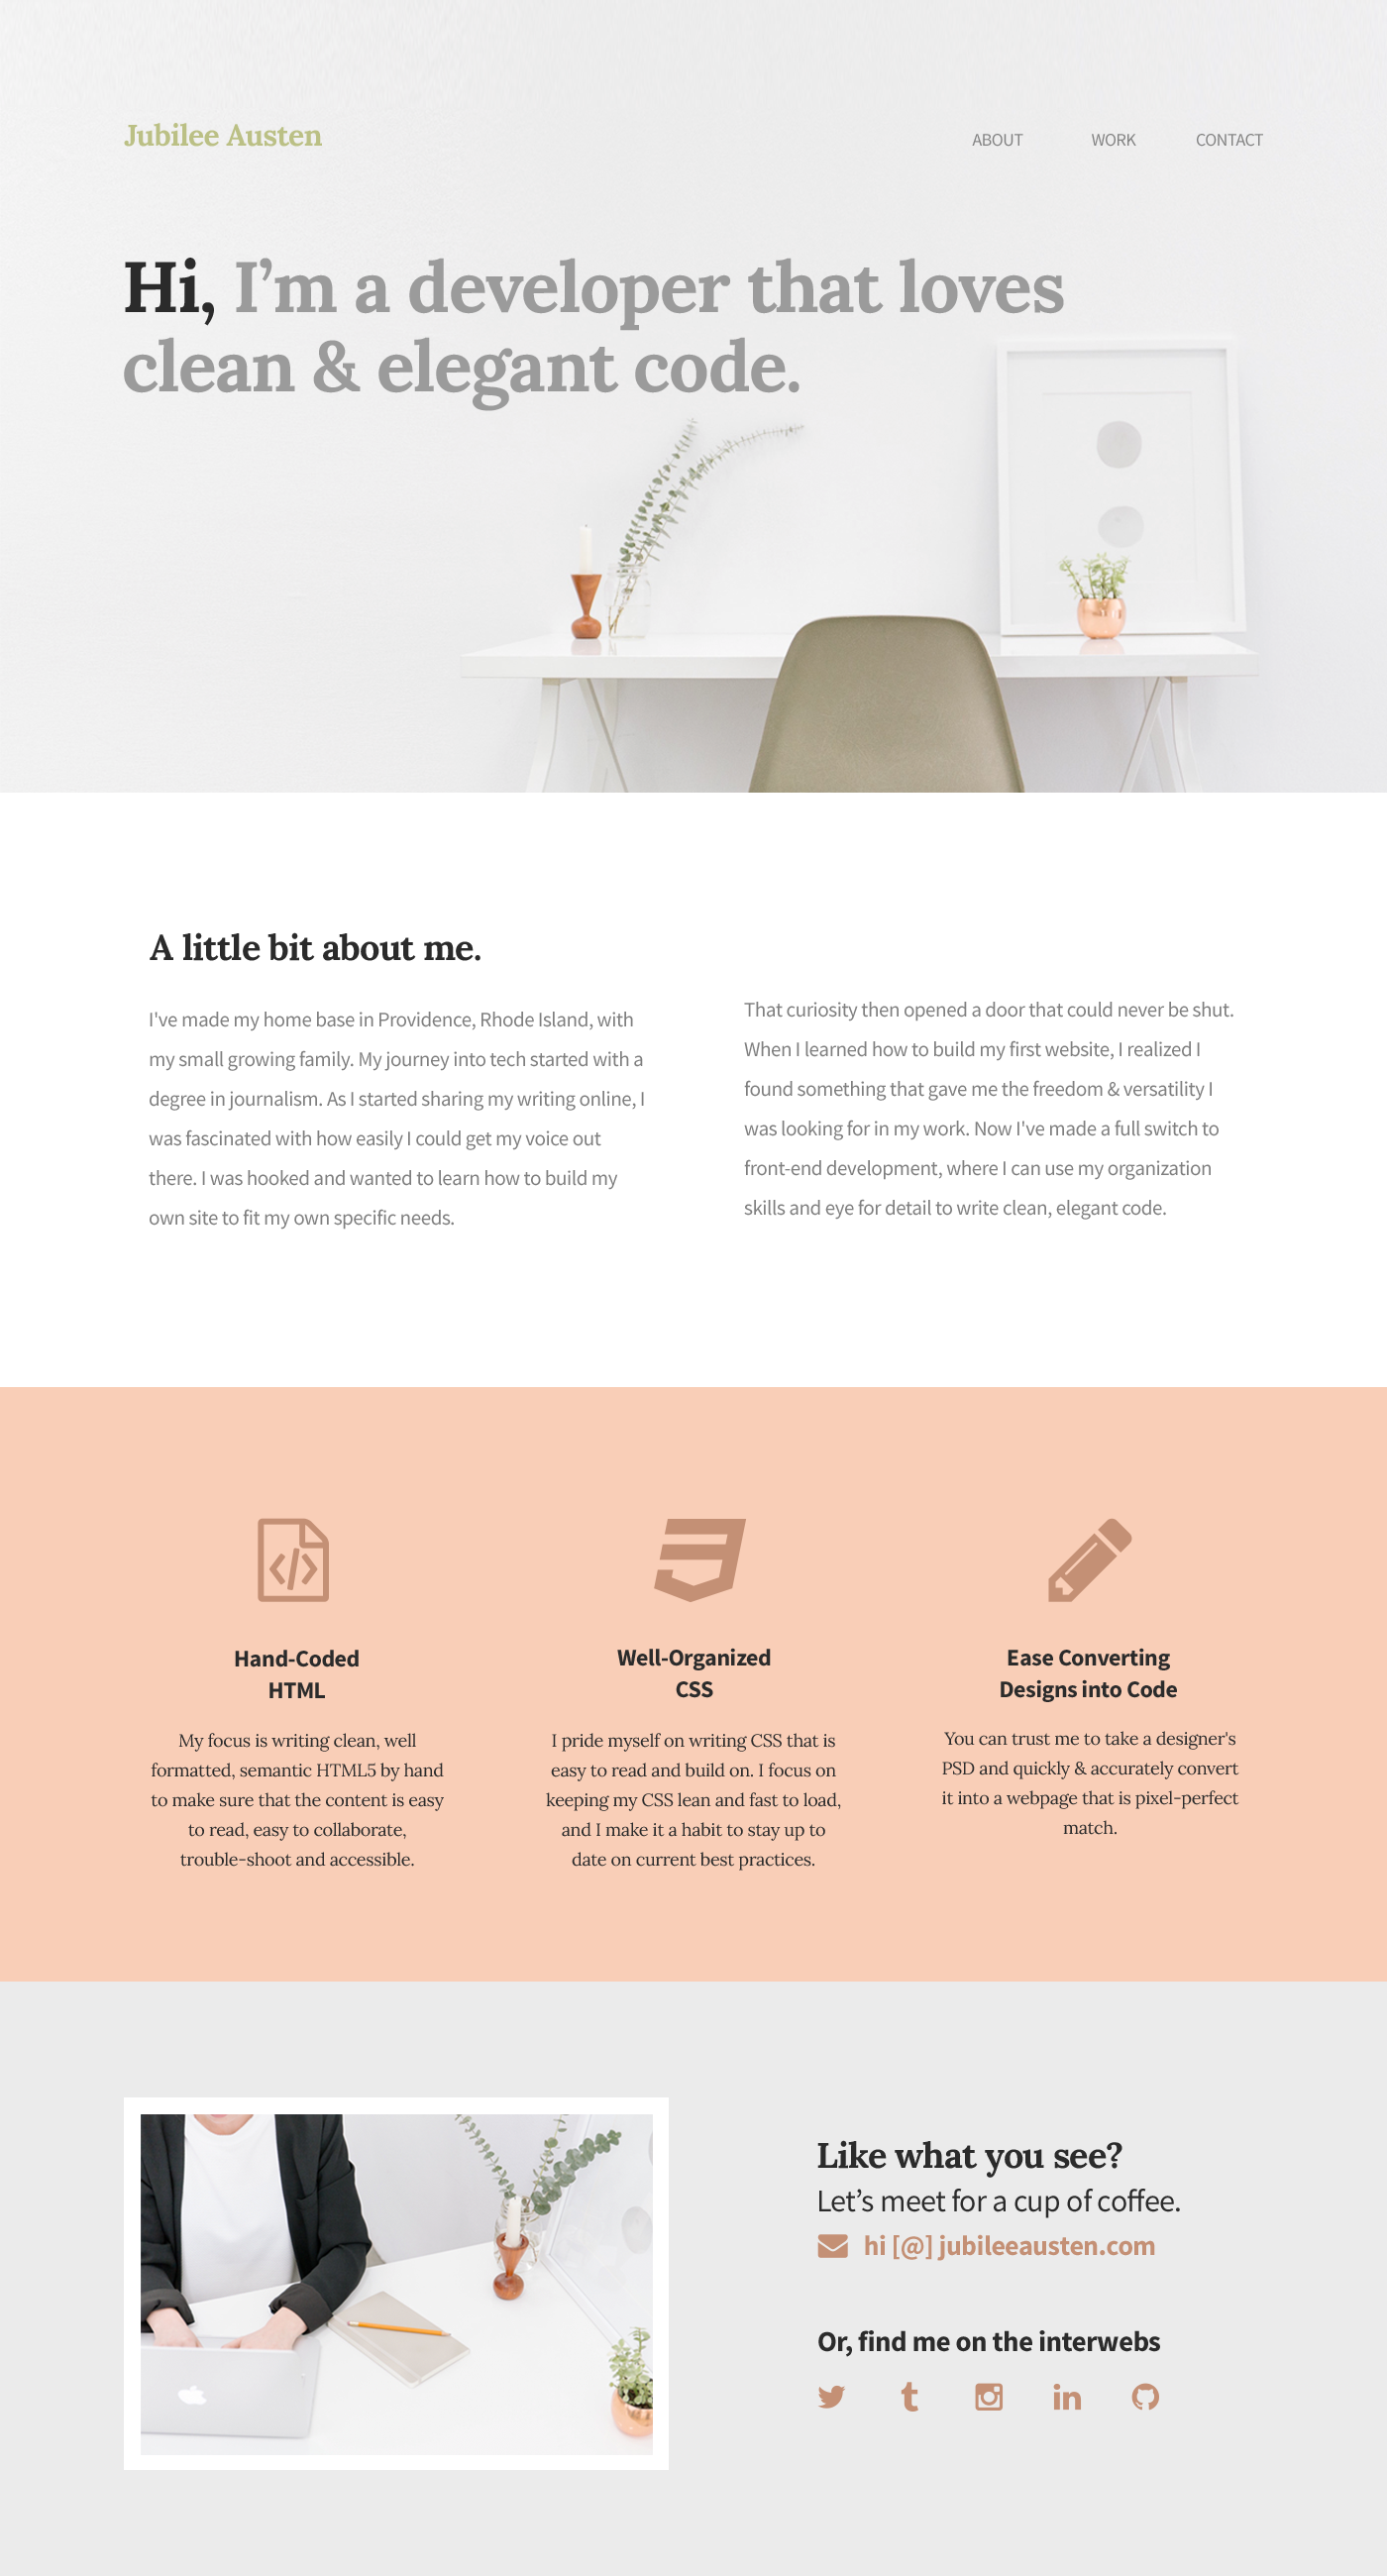 Jubilee Austen
ABOUT WORK CONTACT
Hi, I’m a developer that loves
clean & elegant code.
A little bit about me.
I've made my home base in Providence, Rhode Island, with
my small growing family. My journey into tech started with a
degree in journalism. As I started sharing my writing online, I
was fascinated with how easily I could get my voice out
there. I was hooked and wanted to learn how to build my
own site to fit my own specific needs.
That curiosity then opened a door that could never be shut.
When I learned how to build my first website, I realized I
found something that gave me the freedom & versatility I
was looking for in my work. Now I've made a full switch to
front-end development, where I can use my organization
skills and eye for detail to write clean, elegant code.
Hand-Coded
HTML
My focus is writing clean, well
formatted, semantic HTML5 by hand
to make sure that the content is easy
to read, easy to collaborate,
trouble-shoot and accessible.
Well-Organized
CSS
I pride myself on writing CSS that is
easy to read and build on. I focus on
keeping my CSS lean and fast to load,
and I make it a habit to stay up to
date on current best practices.
Ease Converting
Designs into Code
You can trust me to take a designer's
PSD and quickly & accurately convert
it into a webpage that is pixel-perfect
match.
Like what you see?
Let’s meet for a cup of coffee.
hi [@] jubileeausten.com
Or, find me on the interwebs